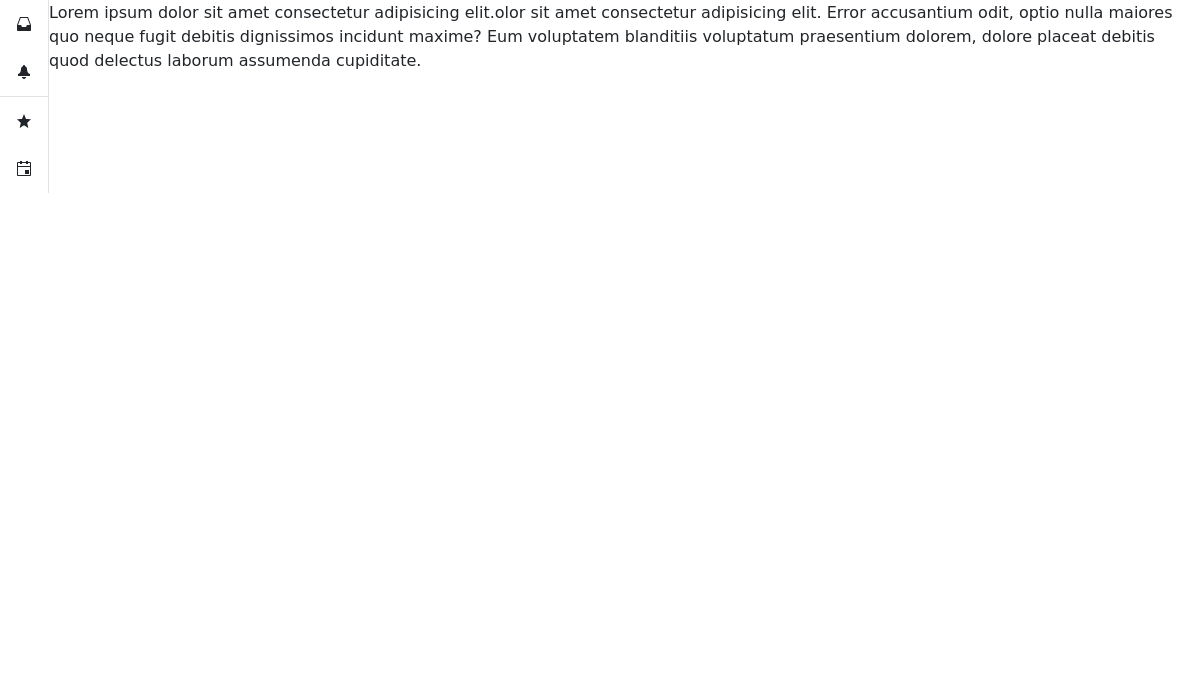 Lorem ipsum dolor sit amet consectetur adipisicing elit.olor sit amet consectetur adipisicing elit. Error accusantium odit, optio nulla maiores
quo neque fugit debitis dignissimos incidunt maxime? Eum voluptatem blanditiis voluptatum praesentium dolorem, dolore placeat debitis
quod delectus laborum assumenda cupiditate.